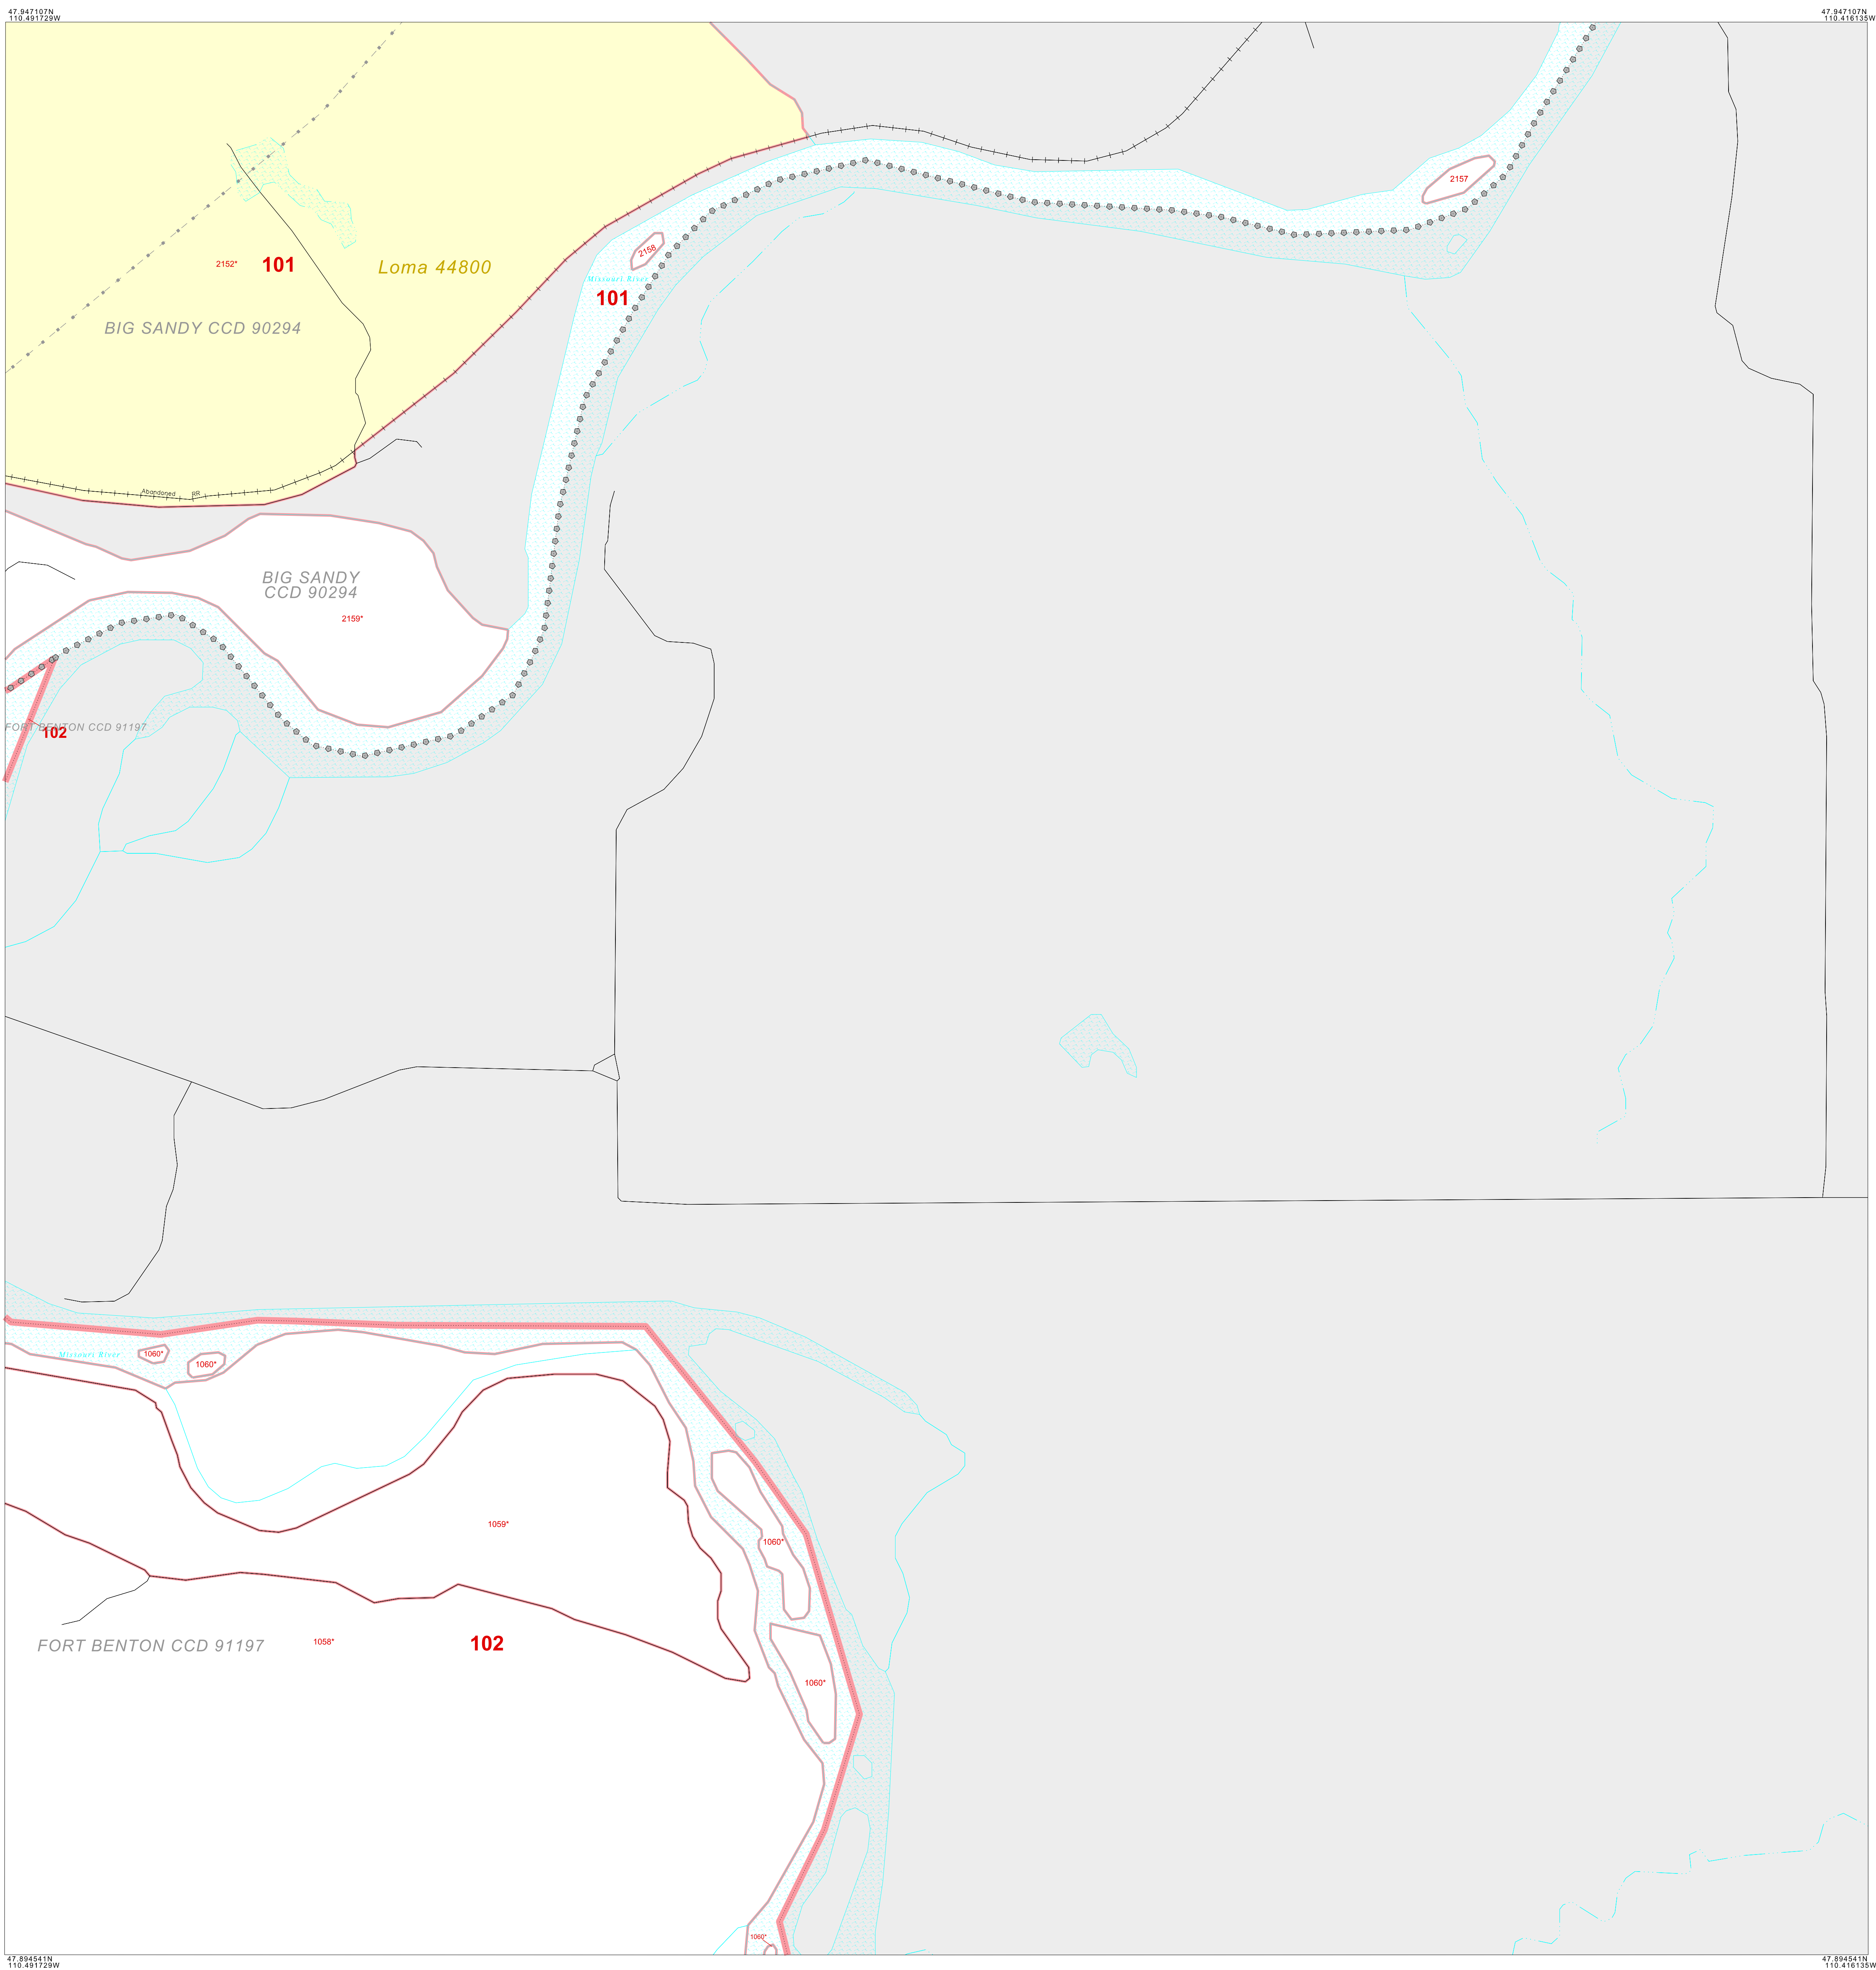 47.947107N
110.491729W
47.947107N
110.416135W
2157
2158
Missouri River
101
2152*
101
Loma 44800
BIG SANDY CCD 90294
Abandoned RR
BIG SANDY
CCD 90294
2159*
FORT BENTON CCD 91197
102
Missouri River
1060*
1060*
1059*
1060*
FORT BENTON CCD 91197
1058*
102
1060*
1060*
47.894541N
110.491729W
47.894541N
110.416135W